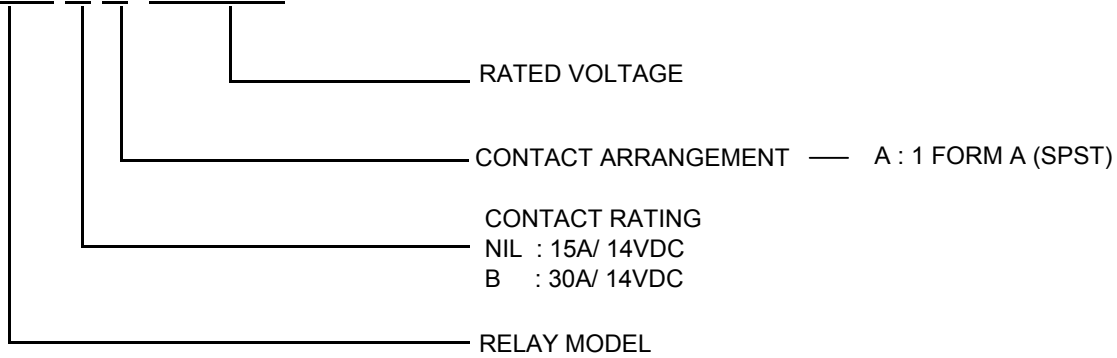 RATED VOLTAGE
CONTACT ARRANGEMENT — A : 1 FORM A (SPST)
CONTACT RATING
NIL : 15A/ 14VDC
B : 30A/ 14VDC
RELAY MODEL